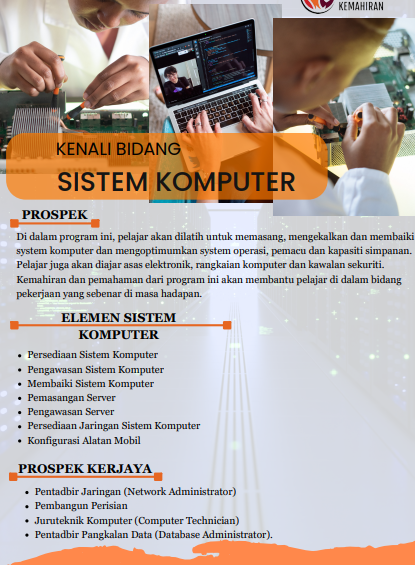 KEMAHIRAN
KENALI BIDANG
SISTEM KOMPUTER
PROSPEK
Di dalam program ini, pelajar akan dilatih untuk memasang, mengekalkan dan membaiki
system komputer dan mengoptimumkan system operasi, pemacu dan kapasiti simpanan.
Pelajar juga akan diajar asas elektronik, rangkaian komputer dan kawalan sekuriti.
Kemahiran dan pemahaman dari program ini akan membantu pelajar di dalam bidang
pekerjaan yang sebenar di masa hadapan.
ELEMEN SISTEM
KOMPUTER
• Persediaan Sistem Komputer
• Pengawasan Sistem Komputer
• Membaiki Sistem Komputer
• Pemasangan Server
• Pengawasan Server
• Persediaan Jaringan Sistem Komputer
• Konfigurasi Alatan Mobil
PROSPEK KERJAYA
• Pentadbir Jaringan (Network Administrator)
• Pembangun Perisian
• Juruteknik Komputer (Computer Technician)
• Pentadbir Pangkalan Data (Database Administrator).